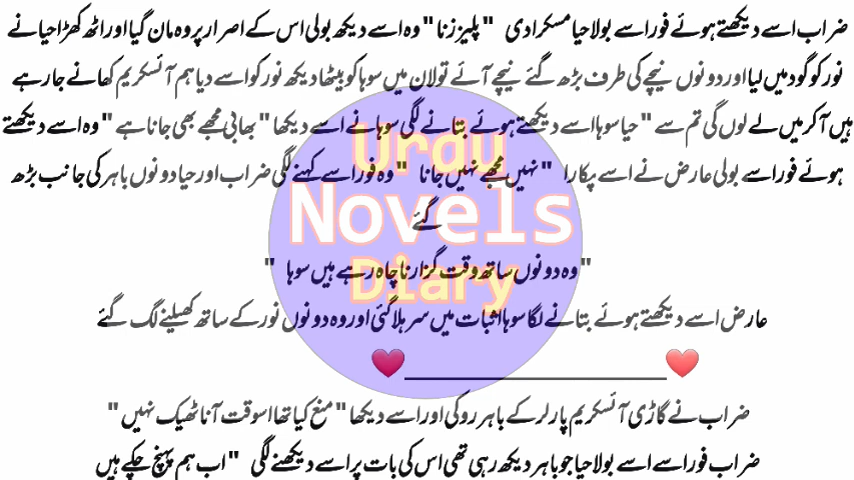 ضراب اسے دیکھتے ہوئے فورا سے بولا حیا مسکرا دی " پلیز زنا " وہ اسے دیکھ بولی اس کے اصرار پر وہ مان گیا اور اٹھ کھڑا حیا نے
نور کو گود میں لیا اور دونوں نیچے کی طرف بڑھ گئے نیچے آئے تو لان میں سوہا کو بیٹھا دیکھ نور کو اسے دیا ہم آئسکریم کھانے جا رہے
ہیں آ کر میں لے لوں گی تم سے " حیا سوہا اسے دیکھتے ہوئے بتانے لگی سوہا نے اسے دیکھا " بھابی مجھے بھی جانا ہے " وہ اسے دیکھتے
ہوئے فورا سے بولی عارض نے اسے پکارا " نہیں مجھے نہیں جانا " وہ فورا سے کہنے لگی ضراب اور حیا دونوں باہر کی جانب بڑھ
گئے
" وہ دونوں ساتھ وقت گزارنا چاہ رہے ہیں سوہا "
عارض اسے دیکھتے ہوئے بتانے لگا سوہا اثبات میں سر ہلا گئی اور وہ دونوں نور کے ساتھ کھیلنے لگ گئے
ضراب نے گاڑی آئسکریم پارلر کے باہر روکی اور اسے دیکھا " منع کیا تھا اسوقت آنا ٹھیک نہیں "
ضراب فورا سے اسے بولا حیا جو باہر دیکھ رہی تھی اس کی بات پر اسے دیکھنے لگی " اب ہم پہنچ چکے ہیں
Urdu
Novels
Diary